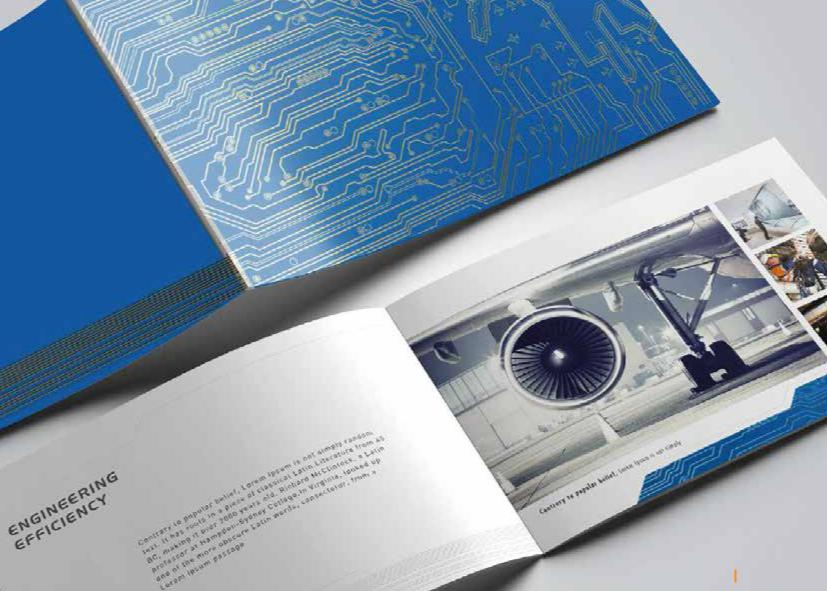 ENGINEERING
EFFICIENCY
Contrary to popular belief, Lorem Ipsum is not simply random
text. It has roots in a piece of classical Latin Literature from 45
BC, making it over 2000 years old. Richard McClintock, a Latin
professor at Hampden-Sydney College in Virginia, looked up
one of the more obscure Latin words, consectetur, from a
Lorem Ipsum passage
Contrary to popular belief, Lorem Ipsum is not simply